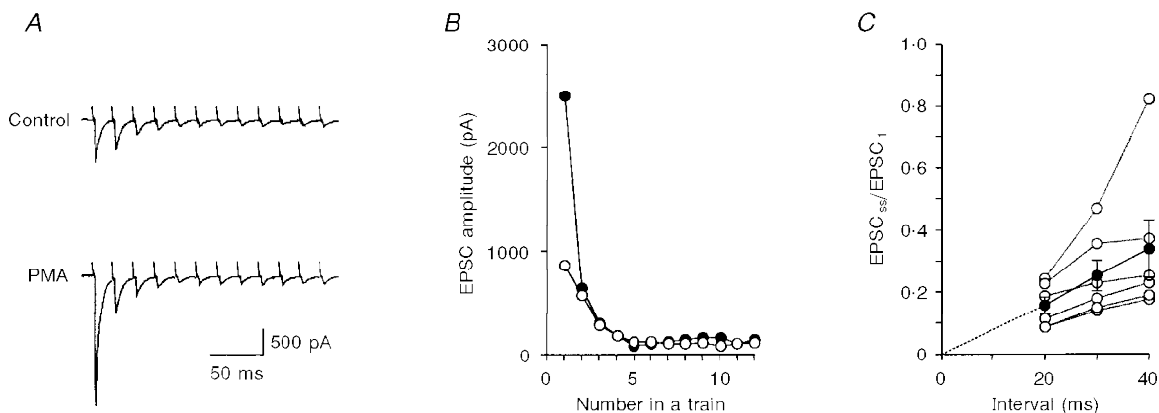 A
Control
PMA
500 pA
50 ms
B
EPSC amplitude (pA)
3000
2000
1000
0
0
5
10
Number in a train
C
EPSCss/EPSC1
1·0
0·8
0·6
0·4
0·2
0
0
20
40
Interval (ms)